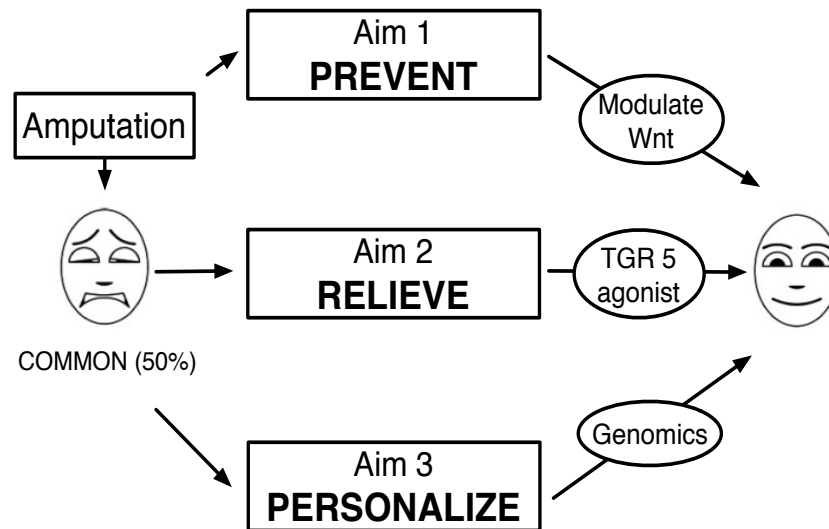 Aim 1
PREVENT
Modulate
Wnt
Amputation
Aim 2
RELIEVE
TGR 5
agonist
COMMON (50%)
Genomics
Aim 3
PERSONALIZE